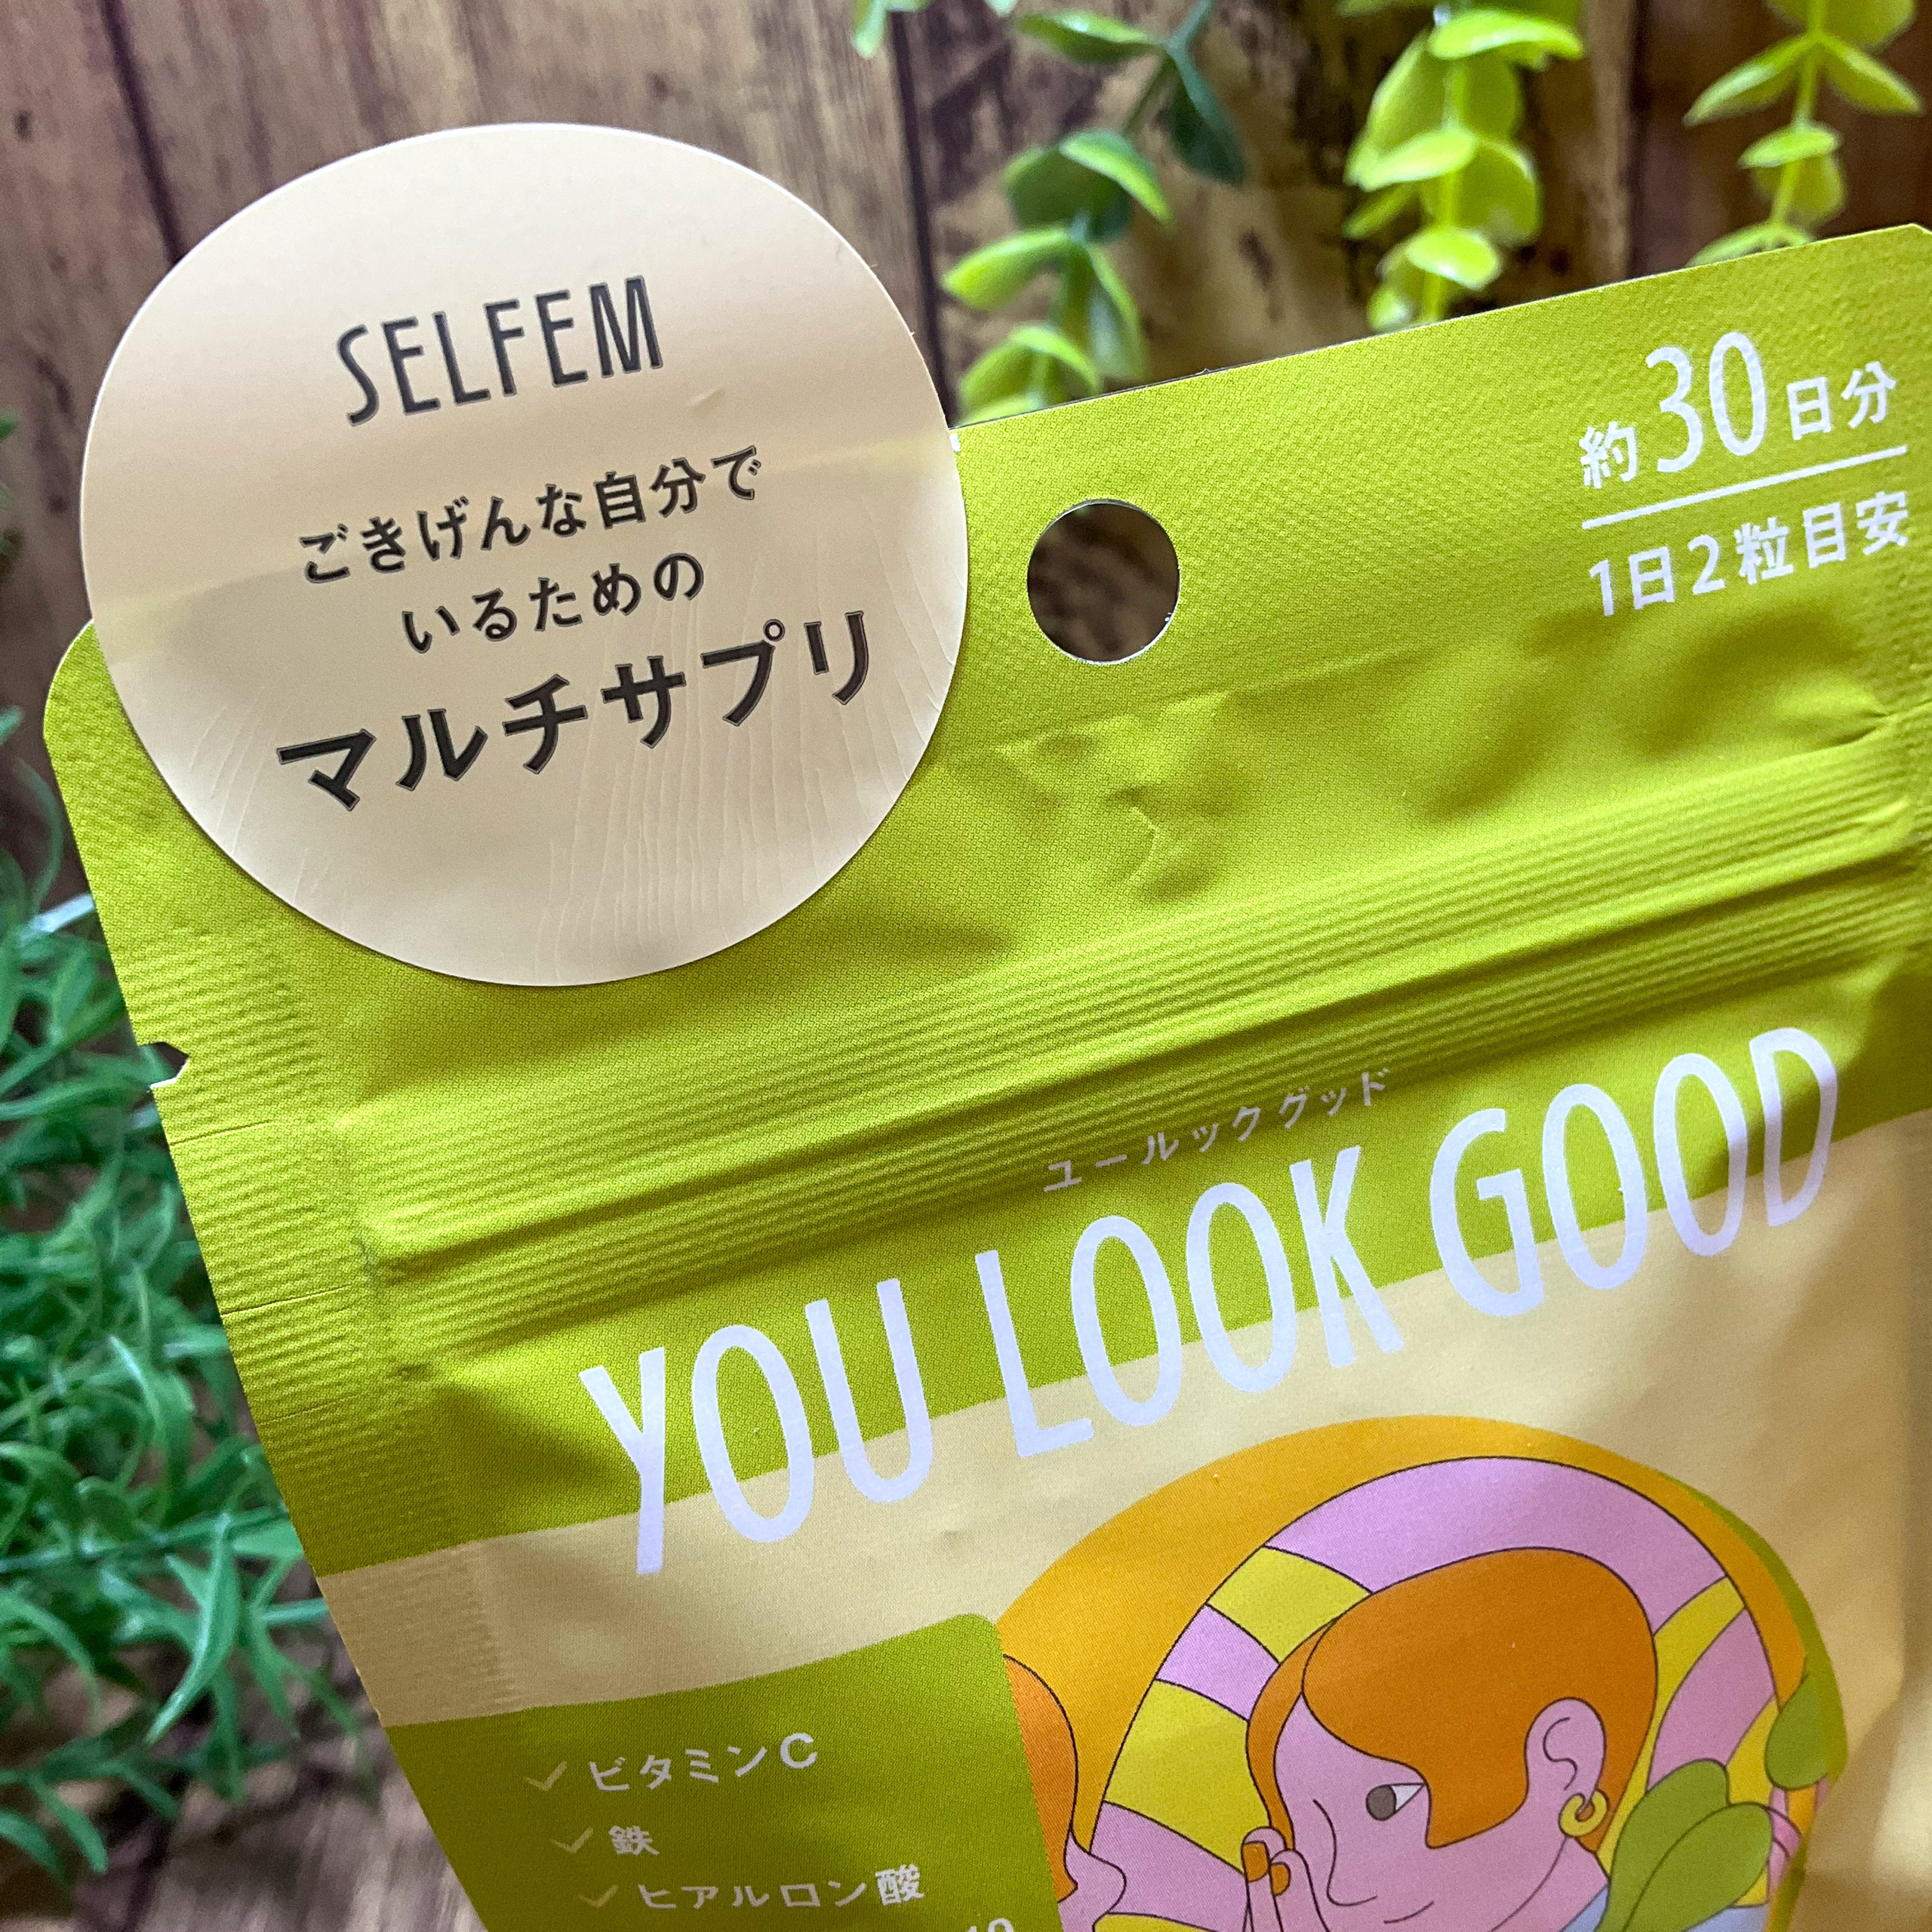 SELFEM
ごきげんな自分で
いるための
マルチサプリ
約30日分
1日2粒目安
ユールックグッド
YOU LOOK GOOD
ビタミンC
鉄
ヒアルロン酸